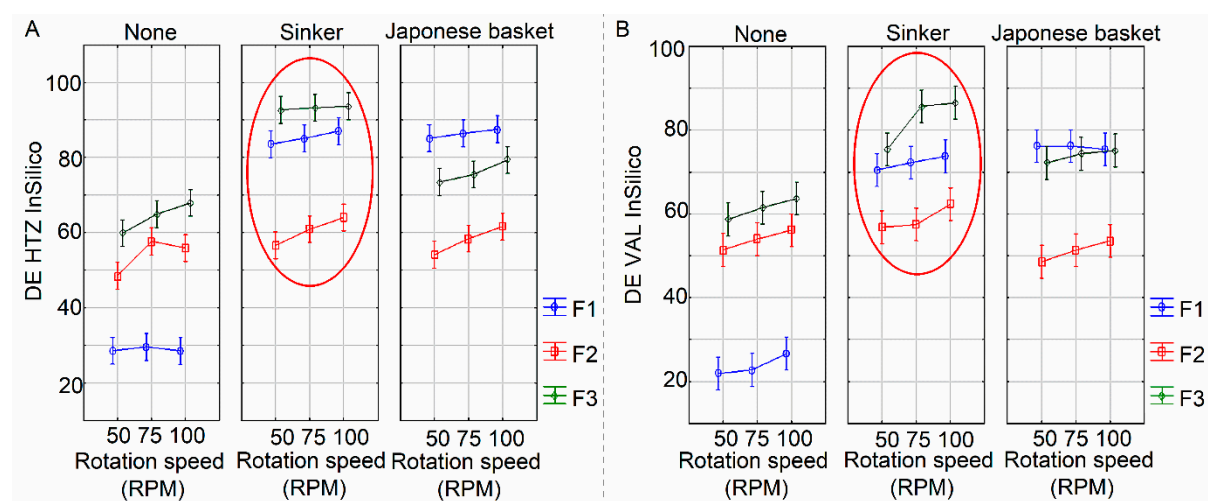 A
None
Sinker
Japonese basket
DE HTZ InSilico
100
80
60
40
20
F1
F2
F3
50 75 100
50 75 100
50 75 100
Rotation speed
(RPM)
Rotation speed
(RPM)
Rotation speed
(RPM)
B
None
Sinker
Japonese basket
DE VAL InSilico
100
80
60
40
20
F1
F2
F3
50 75 100
50 75 100
50 75 100
Rotation speed
(RPM)
Rotation speed
(RPM)
Rotation speed
(RPM)